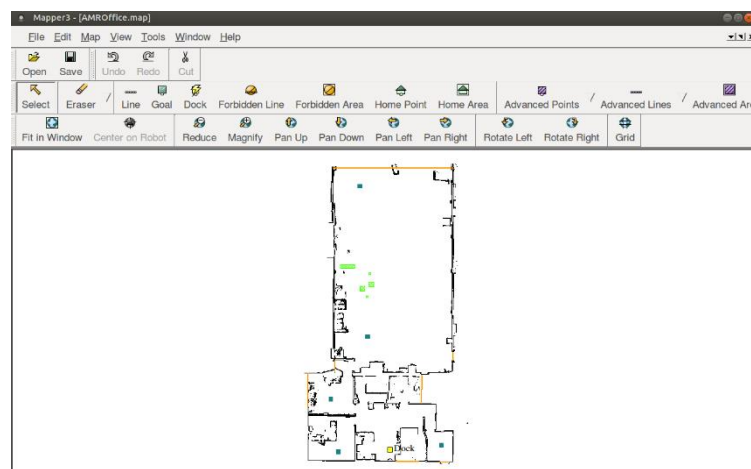 Mapper3 - [AMROffice.map]
File Edit Map View Tools Window Help
Open Save Undo Redo Cut
Select Eraser Line Goal Dock Forbidden Line Forbidden Area Home Point Home Area Advanced Points Advanced Lines Advanced Are
Fit in Window Center on Robot Reduce Magnify Pan Up Pan Down Pan Left Pan Right Rotate Left Rotate Right Grid
Dock